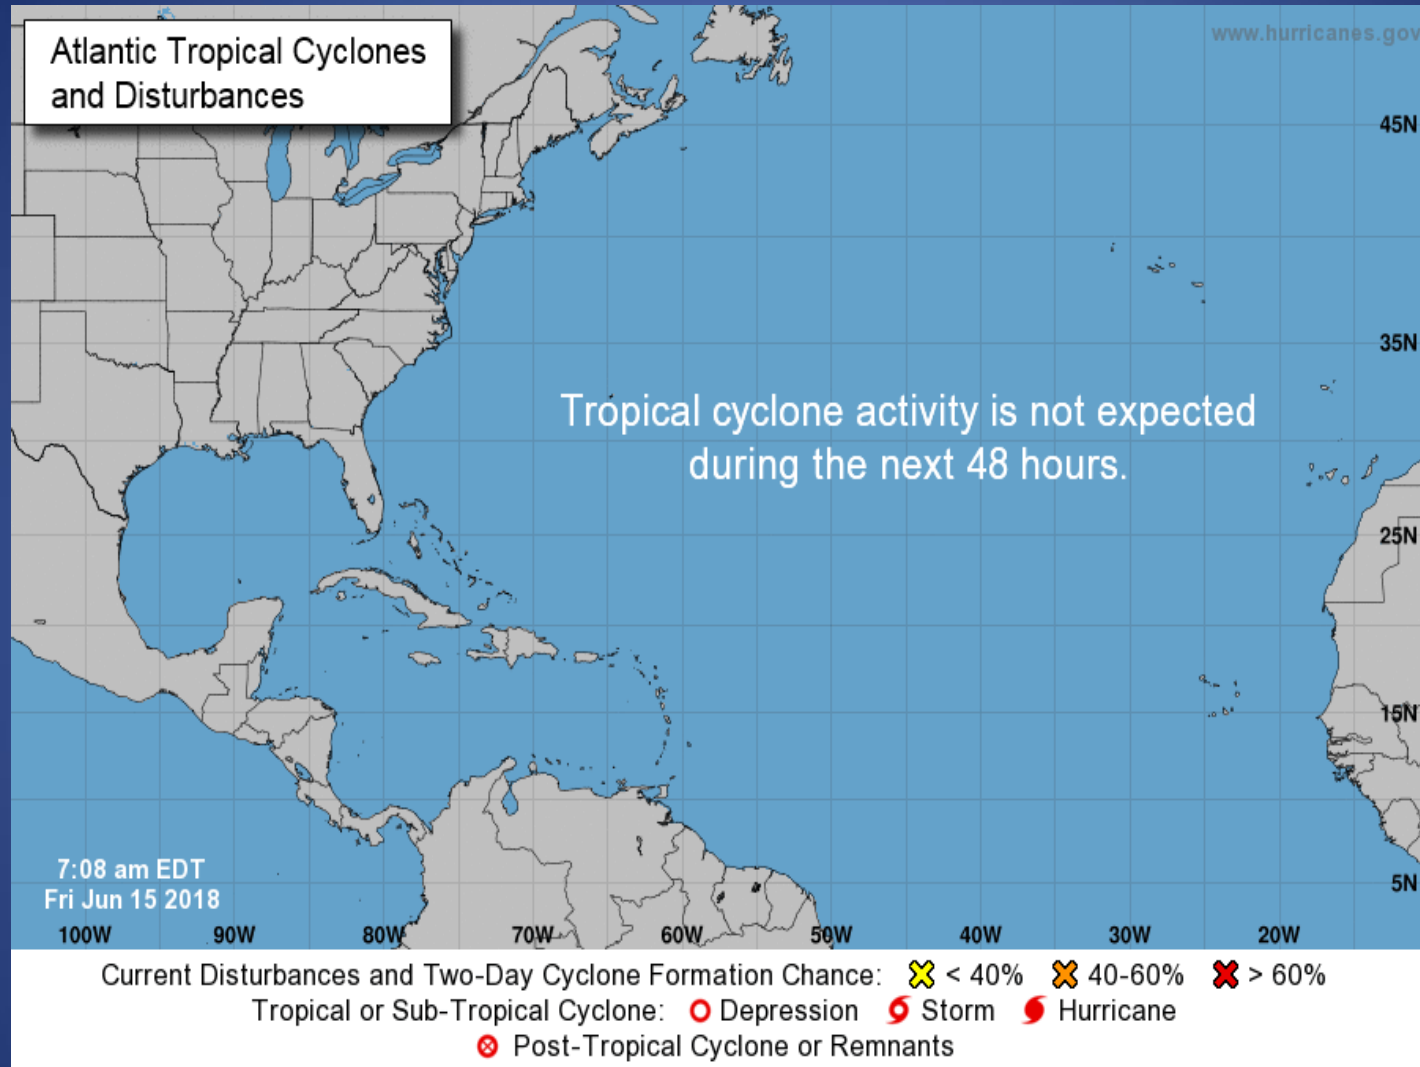 Atlantic Tropical Cyclones
and Disturbances
www.hurricanes.gov
45N
35N
Tropical cyclone activity is not expected
during the next 48 hours.
25N
15N
7:08 am EDT
Fri Jun 15 2018
5N
100W 90W 80W 70W 60W 50W 40W 30W 20W
Current Disturbances and Two-Day Cyclone Formation Chance: < 40% 40-60% > 60%
Tropical or Sub-Tropical Cyclone: Depression Storm Hurricane
Post-Tropical Cyclone or Remnants